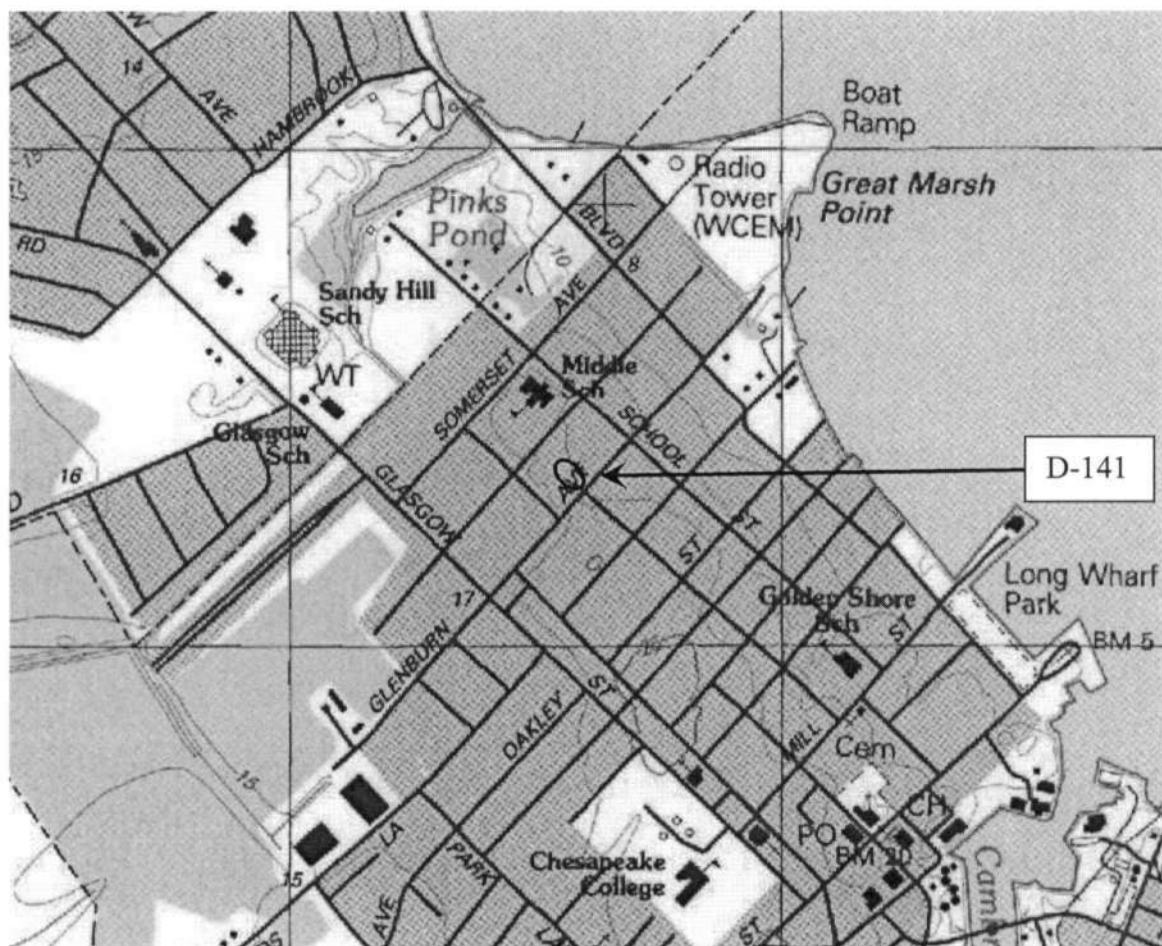 14
AVE
HAMBROOK
Boat
Ramp
Radio
Tower
(WCEM)
Great Marsh
Point
Pinks
Pond
BLVD
8
10
RD
Sandy Hill
Sch
AVE
SOMERSET
Middle
Sch
WT
Glasgow
Sch
SCHOOL
ST
16
GLASGOW
D-141
ST
Golden Shore
Sch
ST
Long Wharf
Park
BM 5
17
GLENBURN
ST
OAKLEY
MILL
Cem
15
CH
PO
BM 20
LA
PARK
Chesapeake
College
15
AVE
LA
ST